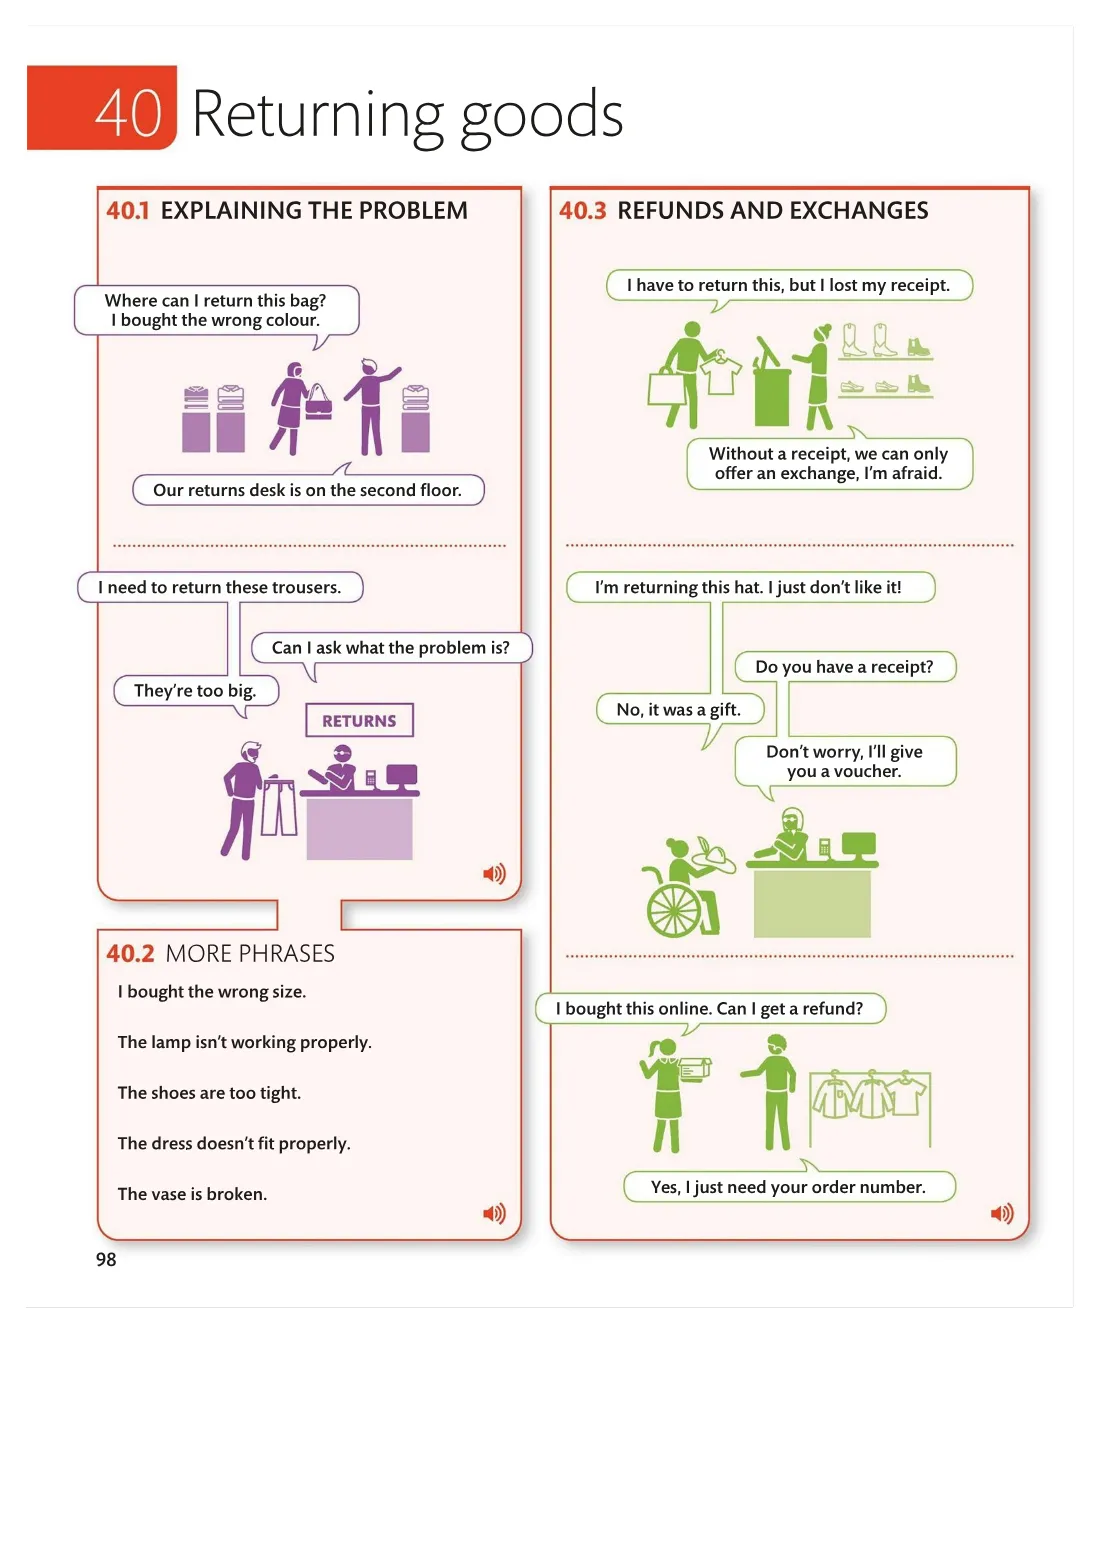 40 Returning goods
40.1 EXPLAINING THE PROBLEM
Where can I return this bag?
I bought the wrong colour.
Our returns desk is on the second floor.
I need to return these trousers.
Can I ask what the problem is?
They're too big.
RETURNS
40.2 MORE PHRASES
I bought the wrong size.
The lamp isn't working properly.
The shoes are too tight.
The dress doesn't fit properly.
The vase is broken.
40.3 REFUNDS AND EXCHANGES
I have to return this, but I lost my receipt.
Without a receipt, we can only
offer an exchange, I'm afraid.
I'm returning this hat. I just don't like it!
Do you have a receipt?
No, it was a gift.
Don't worry, I'll give
you a voucher.
I bought this online. Can I get a refund?
Yes, I just need your order number.
98